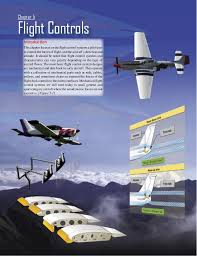 Chapter 5
Flight Controls
Introduction
This chapter focuses on the flight control systems a pilot uses
to control the forces of flight and the aircraft's direction and
attitude. It should be noted that flight control systems and
characteristics can vary greatly depending on the type of
aircraft flown. The most basic flight control system designs
are mechanical and date back to early aircraft. They operate
with a collection of mechanical parts such as rods, cables,
pulleys, and sometimes chains to transmit the forces of the
flight deck controls to the control surfaces. Mechanical flight
control systems are still used today in small general and
sport category aircraft where the aerodynamic forces are not
excessive. [Figure 5-1]